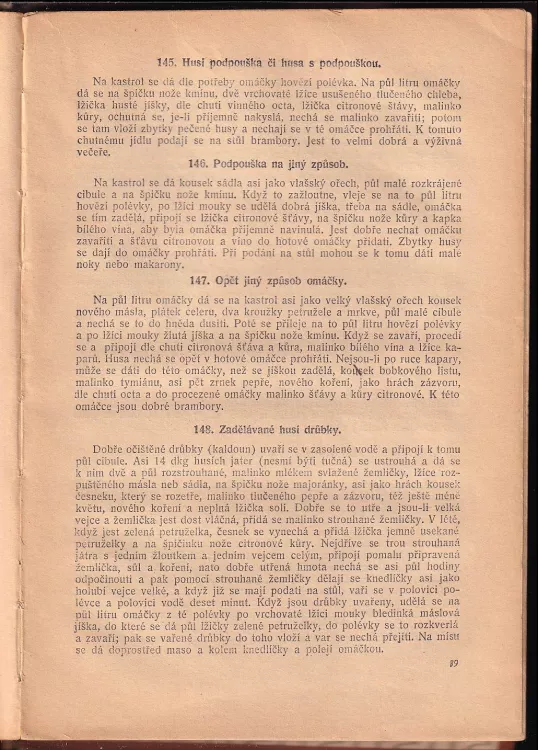 145. Husí podpouška či husa s podpouškou.
Na kastrol se dá dle potřeby omáčky hovězí polévka. Na půl litru omáčky
dá se na špičku nože kmínu, dvě vrchovaté lžíce usušeného tlučeného chleba,
lžička husté jíšky, dle chuti vinného octa, lžička citronové šťávy, malinko
kůry, ochutná se, je-li příjemně nakyslá, nechá se malinko zavařiti; potom
se tam vloží zbytky pečené husy a nechají se v té omáčce prohřáti. K tomuto
chutnému jídlu podají se na stůl brambory. Jest to velmi dobrá a výživná
večeře.
146. Podpouška na jiný způsob.
Na kastrol se dá kousek sádla asi jako vlašský ořech, půl malé rozkrájené
cibule a na špičku nože kmínu. Když to zažloutne, vleje se na to půl litru
hovězí polévky, po lžíci mouky se udělá dobrá jíška, třeba na sádle, omáčka
se tím zadělá, připojí se lžička citronové šťávy, na špičku nože kůry a kapka
bílého vína, aby byla omáčka příjemně navinulá. Jest dobře nechat omáčku
zavařiti a šťávu citronovou a víno do hotové omáčky přidati. Zbytky husy
se dají do omáčky prohřáti. Při podání na stůl mohou se k tomu dáti malé
noky nebo makarony.
147. Opět jiný způsob omáčky.
Na půl litru omáčky dá se na kastrol asi jako velký vlašský ořech kousek
nového másla, plátek celeru, dva kroužky petružele a mrkve, půl malé cibule
a nechá se to do hněda dusiti. Poté se přileje na to půl litru hovězí polévky
a po lžíci mouky žlutá jíška a na špičku nože kmínu. Když se zavaří, procedí
se a připojí dle chuti citronová šťáva a kůra, malinko bílého vína a lžíce ka-
parů. Husa nechá se opět v hotové omáčce prohřáti. Nejsou-li po ruce kapary,
může se dáti do této omáčky, než se jíškou zadělá, kousek bobkového listu,
malinko tymiánu, asi pět zrnek pepře, nového koření, jako hrách zázvoru,
dle chuti octa a do procezené omáčky malinko šťávy a kůry citronové. K této
omáčce jsou dobré brambory.
148. Zadělávané husí drůbky.
Dobře očištěné drůbky (kaldoun) uvaří se v zasolené vodě a připojí k tomu
půl cibule. Asi 14 dkg husích jater (nesmí býti tučná) se ustrouhá a dá se
k nim dvě a půl rozstrouhané, malinko mlékem svlažené žemličky, lžíce roz-
puštěného másla neb sádla, na špičku nože majoránky, asi jako hrách kousek
česneku, který se rozetře, malinko tlučeného pepře a zázvoru, též ještě méně
květu, nového koření a neplná lžička soli. Dobře se to utře a jsou-li velká
vejce a žemlička jest dost vláčná, přidá se malinko strouhané žemličky. V létě,
když jest zelená petruželka, česnek se vynechá a přidá lžička jemně usekané
petruželky a na špičinku nože citronové kůry. Nejdříve se trou strouhaná
játra s jedním žloutkem a jedním vejcem celým, připojí pomalu připravená
žemlička, sůl a koření, nato dobře utřená hmota nechá se asi půl hodiny
odpočinouti a pak pomocí strouhané žemličky dělají se knedlíčky asi jako
holubí vejce velké, a když již se mají podati na stůl, vaří se v polovici po-
lévce a polovici vodě deset minut. Když jsou drůbky uvařeny, udělá se na
půl litru omáčky z té polévky po vrchovaté lžíci mouky bledinká máslová
jíška, do které se dá půl lžičky zelené petruželky, do polévky se to rozkverlá
a zavaří; pak se vařené drůbky do toho vloží a var se nechá přejíti. Na mísu
se dá doprostřed maso a kolem knedlíčky a polejí omáčkou.
89